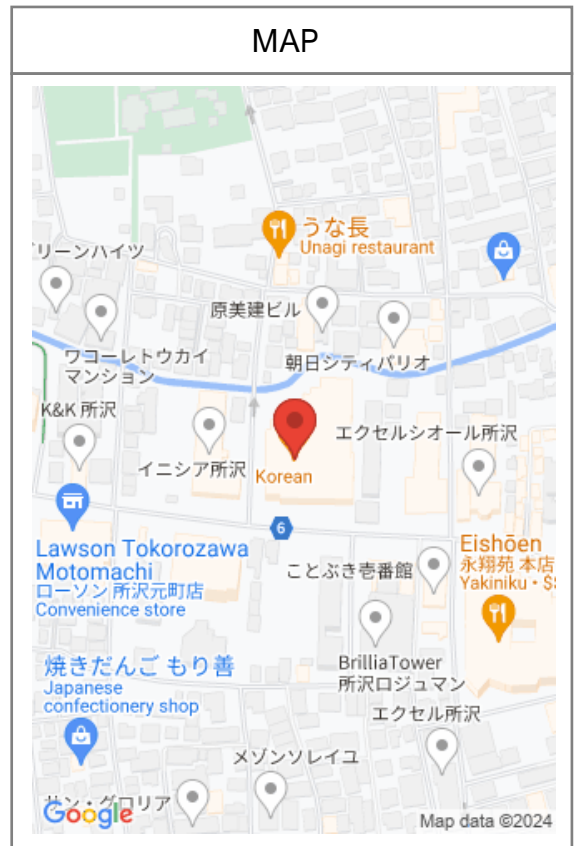 MAP
うな長
Unagi restaurant
リーンハイツ
原美建ビル
ワコーレトウカイ
マンション
朝日シティパリオ
K&K 所沢
イニシア所沢
エクセルシオール所沢
Korean
6
Lawson Tokorozawa
Motomachi
ローソン 所沢元町店
Convenience store
Eishōen
永翔苑 本店
Yakiniku • $
ことぶき壱番館
BrilliaTower
所沢ロジュマン
焼きだんご もり善
Japanese
confectionery shop
エクセル所沢
メゾンソレイユ
サン・グロリア
Google
Map data ©2024